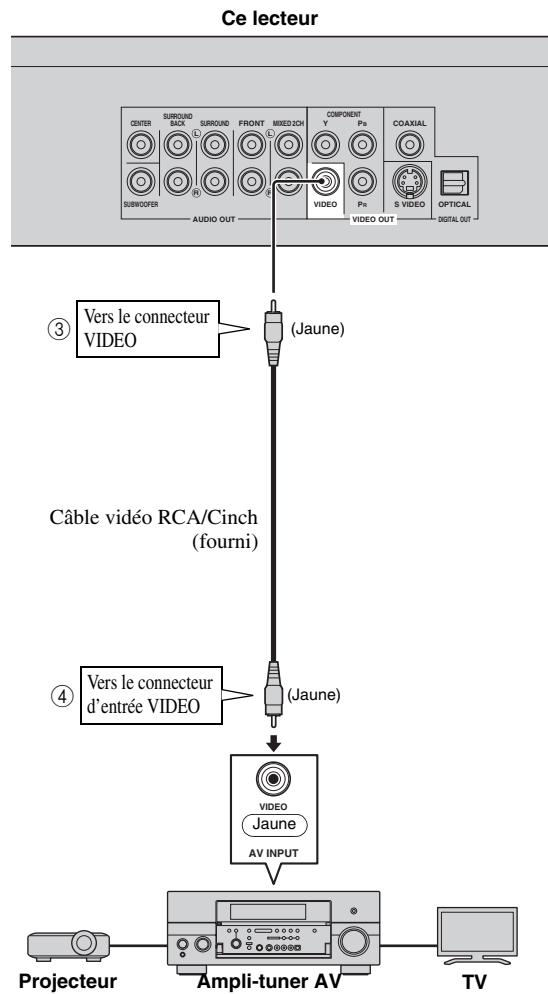 Ce lecteur
COMPONENT
CENTER SURROUND BACK SURROUND FRONT MIXED 2CH Y PB COAXIAL
L L
R R
SUBWOOFER VIDEO PR S VIDEO OPTICAL
AUDIO OUT VIDEO OUT DIGITAL OUT
③ Vers le connecteur
VIDEO
(Jaune)
Câble vidéo RCA/Cinch
(fourni)
④ Vers le connecteur
d'entrée VIDEO
(Jaune)
VIDEO
Jaune
AV INPUT
Projecteur Ampli-tuner AV TV